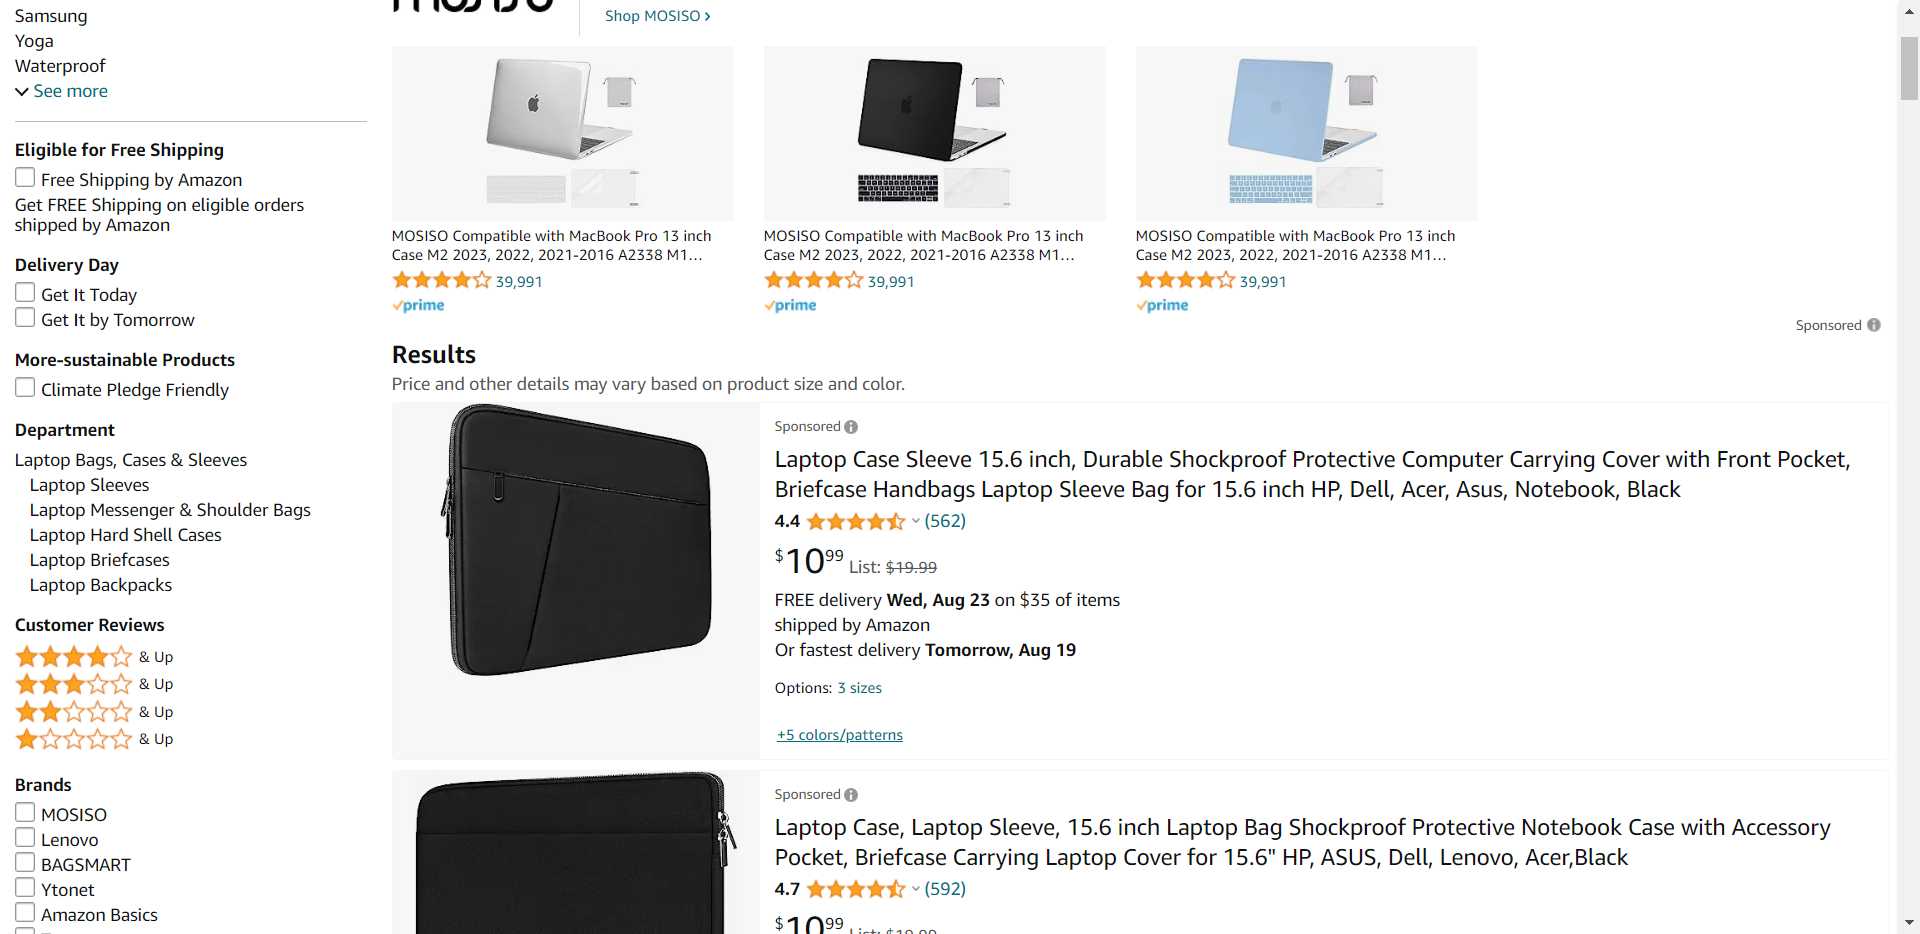 Samsung
Yoga
Waterproof
See more
Eligible for Free Shipping
Free Shipping by Amazon
Get FREE Shipping on eligible orders
shipped by Amazon
Delivery Day
Get It Today
Get It by Tomorrow
More-sustainable Products
Climate Pledge Friendly
Department
Laptop Bags, Cases & Sleeves
Laptop Sleeves
Laptop Messenger & Shoulder Bags
Laptop Hard Shell Cases
Laptop Briefcases
Laptop Backpacks
Customer Reviews
& Up
& Up
& Up
& Up
Brands
MOSISO
Lenovo
BAGSMART
Ytonet
Amazon Basics
mosiso
Shop MOSISO ›
MOSISO Compatible with MacBook Pro 13 inch
Case M2 2023, 2022, 2021-2016 A2338 M1...
39,991
prime
MOSISO Compatible with MacBook Pro 13 inch
Case M2 2023, 2022, 2021-2016 A2338 M1...
39,991
prime
MOSISO Compatible with MacBook Pro 13 inch
Case M2 2023, 2022, 2021-2016 A2338 M1...
39,991
prime
Sponsored
Results
Price and other details may vary based on product size and color.
Sponsored
Laptop Case Sleeve 15.6 inch, Durable Shockproof Protective Computer Carrying Cover with Front Pocket,
Briefcase Handbags Laptop Sleeve Bag for 15.6 inch HP, Dell, Acer, Asus, Notebook, Black
4.4 (562)
$10.99 List: $19.99
FREE delivery Wed, Aug 23 on $35 of items
shipped by Amazon
Or fastest delivery Tomorrow, Aug 19
Options: 3 sizes
+5 colors/patterns
Sponsored
Laptop Case, Laptop Sleeve, 15.6 inch Laptop Bag Shockproof Protective Notebook Case with Accessory
Pocket, Briefcase Carrying Laptop Cover for 15.6" HP, ASUS, Dell, Lenovo, Acer,Black
4.7 (592)
$10.99 List: $19.99